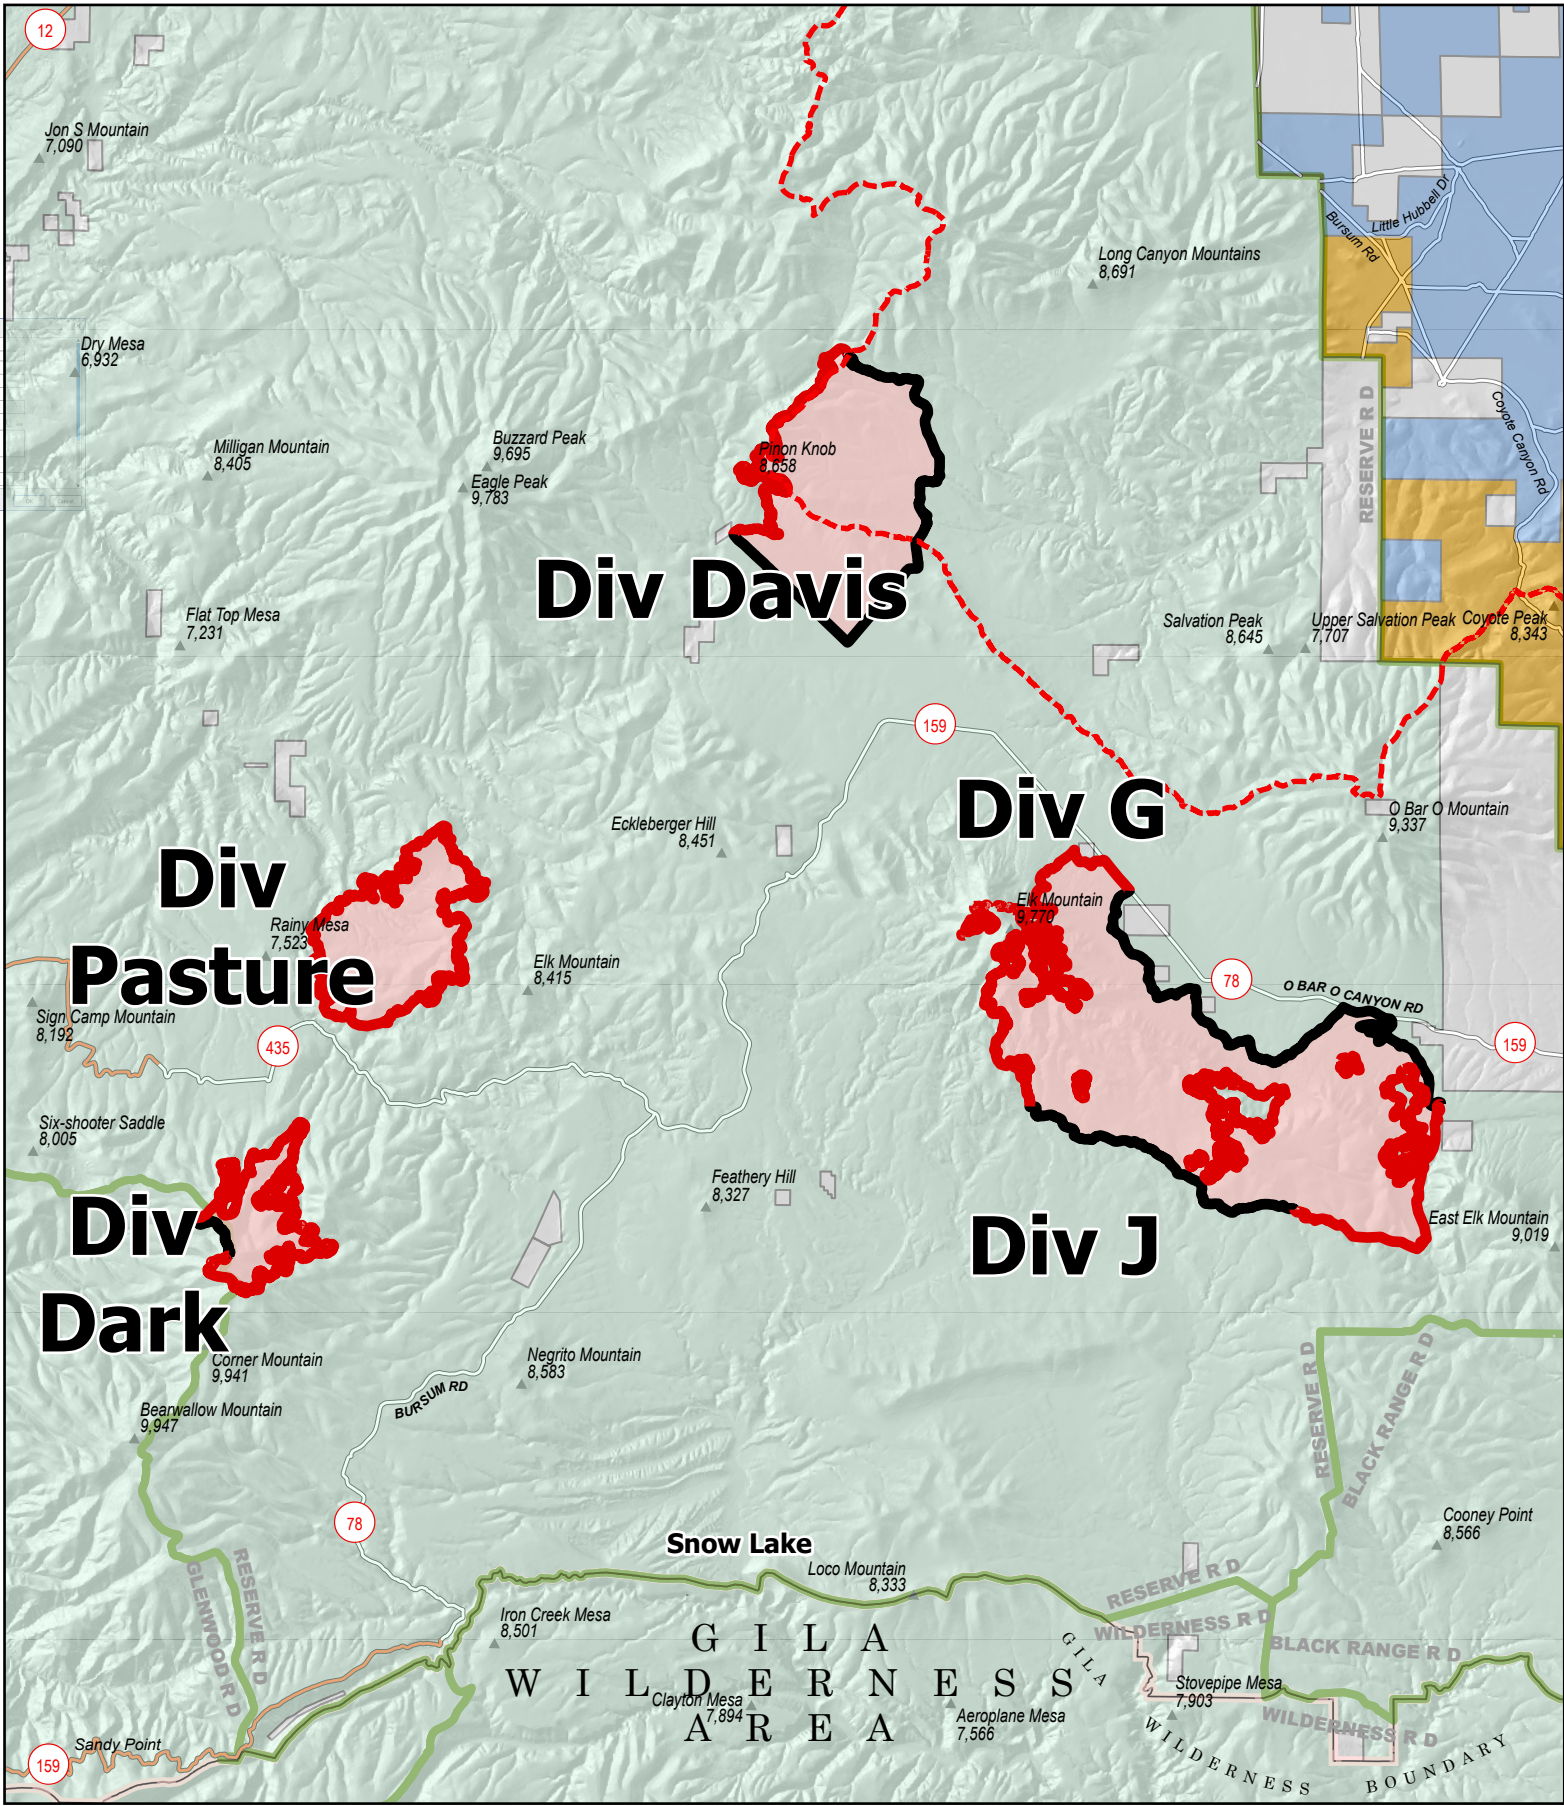 12
Jon S Mountain
7,090
Little Hubbell Dr
Bursum Rd
Long Canyon Mountains
8,691
Dry Mesa
6,932
RESERVE R D
Coyote Canyon Rd
Buzzard Peak
9,695
Milligan Mountain
8,405
Pinon Knob
8,658
Eagle Peak
9,783
Div Davis
Flat Top Mesa
7,231
Salvation Peak
8,645
Upper Salvation Peak
7,707
Coyote Peak
8,343
159
Div G
O Bar O Mountain
9,337
Eckleberger Hill
8,451
Div
Pasture
Rainy Mesa
7,523
Elk Mountain
9,770
Elk Mountain
8,415
78
O BAR O CANYON RD
Sign Camp Mountain
8,192
435
159
Six-shooter Saddle
8,005
Feathery Hill
8,327
Div
Dark
Div J
East Elk Mountain
9,019
Corner Mountain
9,941
Negrito Mountain
8,583
BURSUM RD
RESERVE R D
BLACK RANGE R D
Bearwallow Mountain
9,947
78
Cooney Point
8,566
Snow Lake
Loco Mountain
8,333
RESERVE R D
GLENWOOD R D
RESERVE R D
WILDERNESS R D
Iron Creek Mesa
8,501
GILA
WILDERNESS
AREA
GILA
WILDERNESS
BOUNDARY
BLACK RANGE R D
Stovepipe Mesa
7,903
Clayton Mesa
7,894
Aeroplane Mesa
7,566
WILDERNESS R D
Sandy Point
159